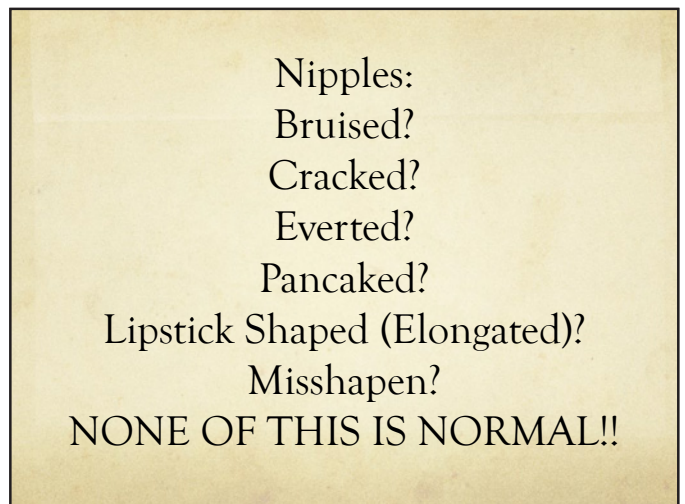 Nipples:
Bruised?
Cracked?
Everted?
Pancaked?
Lipstick Shaped (Elongated)?
Misshapen?
NONE OF THIS IS NORMAL!!